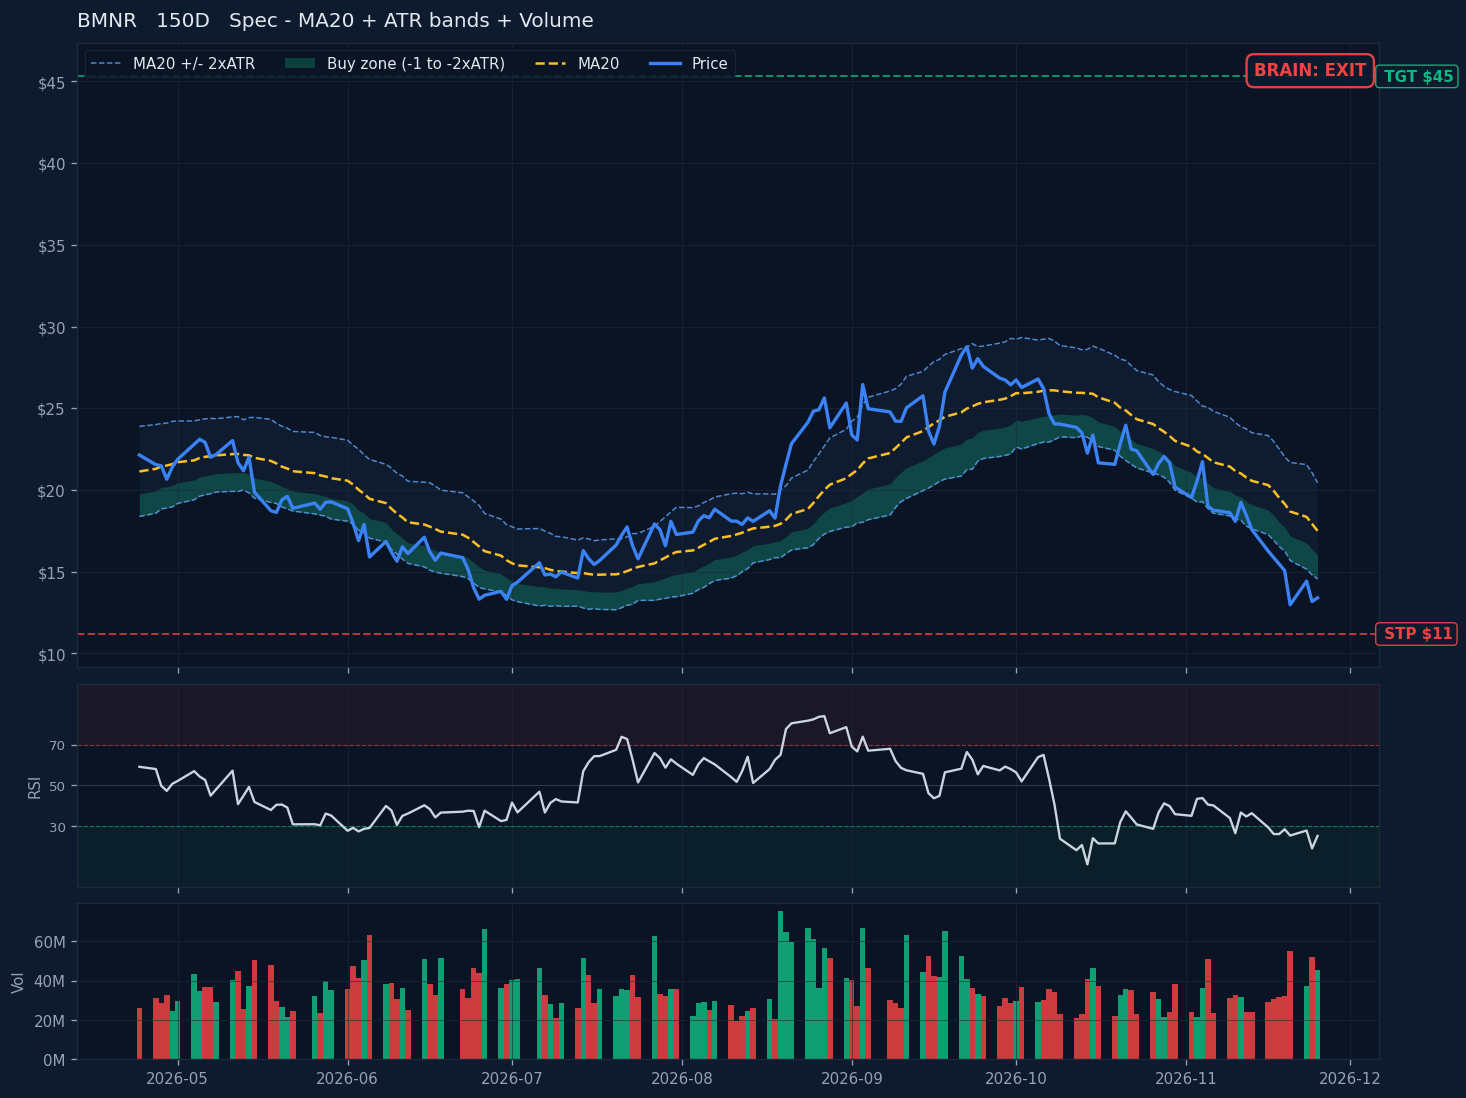 BMNR   150D   Spec - MA20 + ATR bands + Volume
MA20 +/- 2xATR
Buy zone (-1 to -2xATR)
MA20
Price
BRAIN: EXIT
TGT $45
$45
$40
$35
$30
$25
$20
$15
$10
STP $11
RSI
70
50
30
Vol
60M
40M
20M
0M
2026-05
2026-06
2026-07
2026-08
2026-09
2026-10
2026-11
2026-12